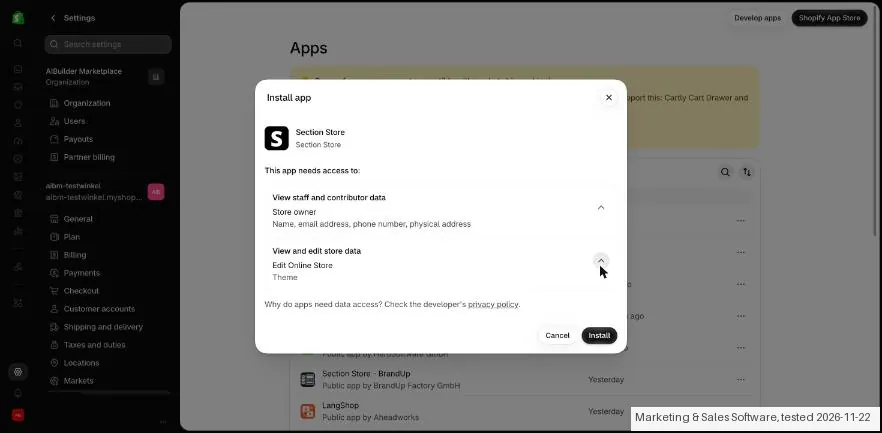 Settings
Search settings
AIBuilder Marketplace
Organization
Organization
Users
Payouts
Partner billing
aibm-testwinkel
aibm-testwinkel.myshop...
AB
General
Plan
Billing
Payments
Checkout
Customer accounts
Shipping and delivery
Taxes and duties
Locations
Markets
Develop apps
Shopify App Store
Apps
port this: Cartly Cart Drawer and
Install app
Section Store
Section Store
This app needs access to:
View staff and contributor data
Store owner
Name, email address, phone number, physical address
View and edit store data
Edit Online Store
Theme
Why do apps need data access? Check the developer's privacy policy.
Cancel
Install
ago
Section Store - BrandUp
Public app by BrandUp Factory GmbH
Yesterday
LangShop
Public app by Aheadworks
Yesterday
Marketing & Sales Software, tested 2026-11-22